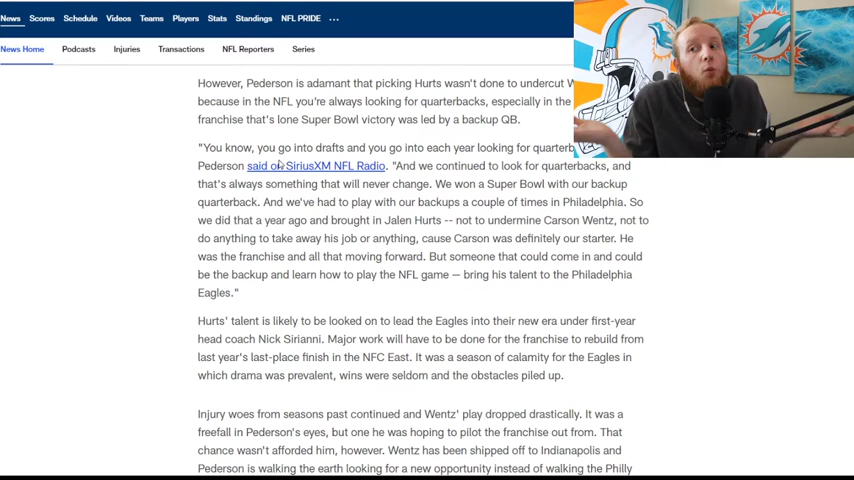 News Scores Schedule Videos Teams Players Stats Standings NFL PRIDE ...
News Home Podcasts Injuries Transactions NFL Reporters Series
However, Pederson is adamant that picking Hurts wasn't done to undercut W
because in the NFL you're always looking for quarterbacks, especially in the
franchise that's lone Super Bowl victory was led by a backup QB.
"You know, you go into drafts and you go into each year looking for quarterb
Pederson said on SiriusXM NFL Radio. "And we continued to look for quarterbacks, and
that's always something that will never change. We won a Super Bowl with our backup
quarterback. And we've had to play with our backups a couple of times in Philadelphia. So
we did that a year ago and brought in Jalen Hurts -- not to undermine Carson Wentz, not to
do anything to take away his job or anything, cause Carson was definitely our starter. He
was the franchise and all that moving forward. But someone that could come in and could
be the backup and learn how to play the NFL game — bring his talent to the Philadelphia
Eagles."
Hurts' talent is likely to be looked on to lead the Eagles into their new era under first-year
head coach Nick Sirianni. Major work will have to be done for the franchise to rebuild from
last year's last-place finish in the NFC East. It was a season of calamity for the Eagles in
which drama was prevalent, wins were seldom and the obstacles piled up.
Injury woes from seasons past continued and Wentz' play dropped drastically. It was a
freefall in Pederson's eyes, but one he was hoping to pilot the franchise out from. That
chance wasn't afforded him, however. Wentz has been shipped off to Indianapolis and
Pederson is walking the earth looking for a new opportunity instead of walking the Philly